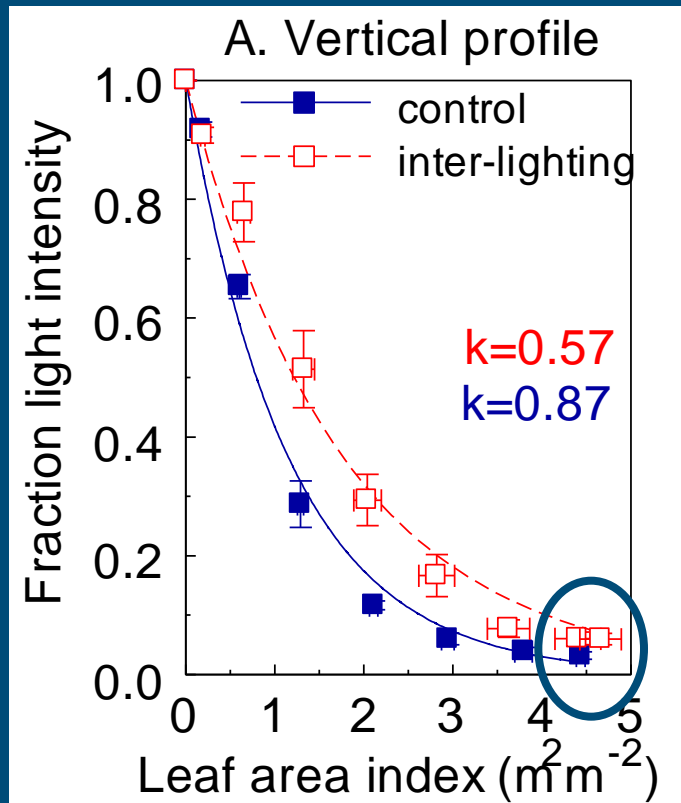 A. Vertical profile
control
inter-lighting
k=0.57
k=0.87
Fraction light intensity
1.0
0.8
0.6
0.4
0.2
0.0
0 1 2 3 4 5
Leaf area index (m²m⁻²)